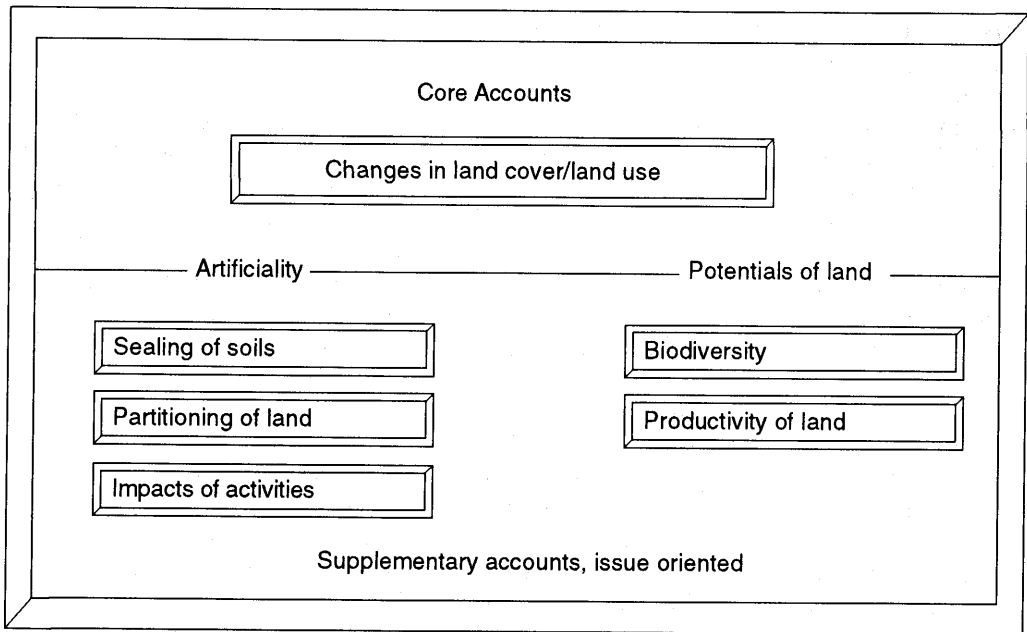 Core Accounts
Changes in land cover/land use
Artificiality
Potentials of land
Sealing of soils
Biodiversity
Partitioning of land
Productivity of land
Impacts of activities
Supplementary accounts, issue oriented